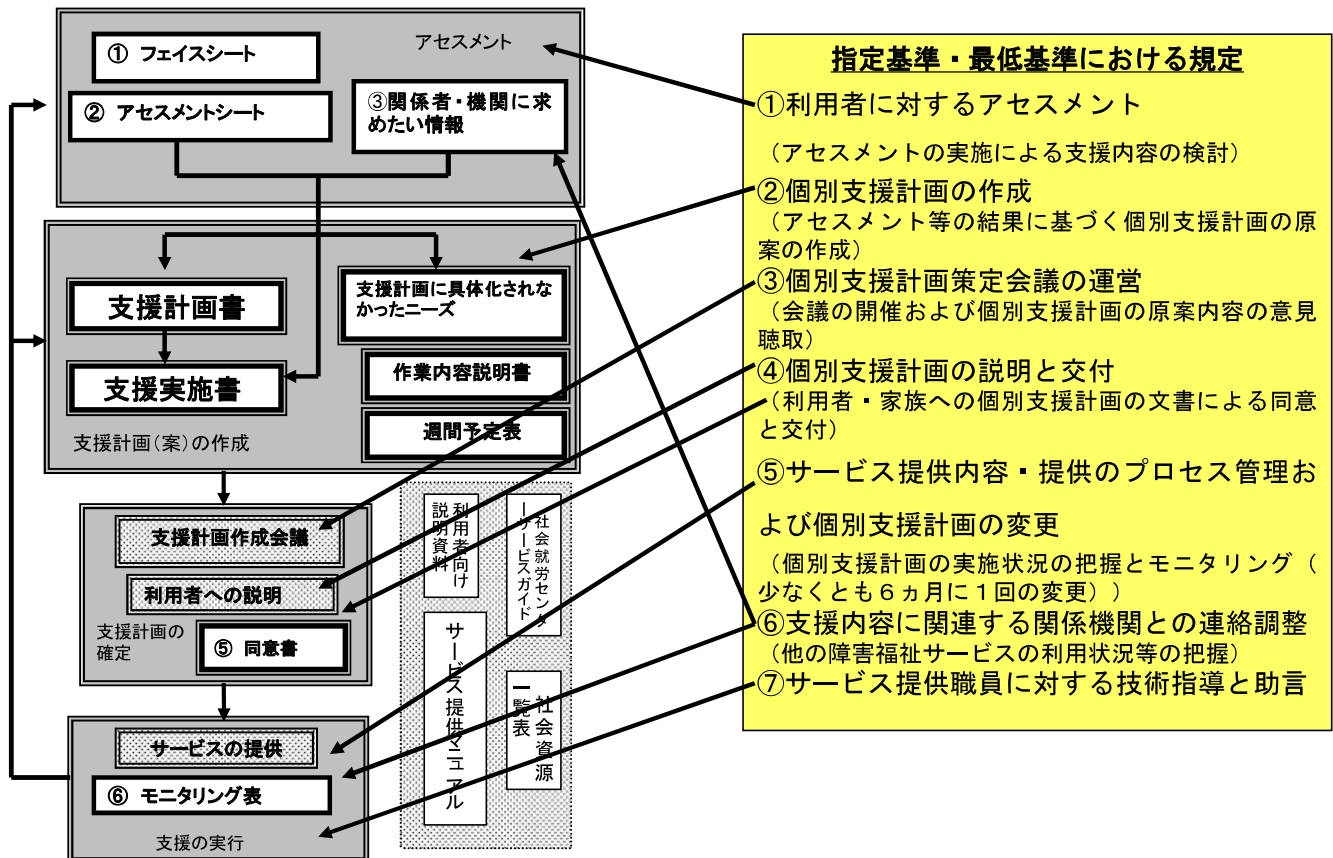 アセスメント
① フェイスシート
② アセスメントシート
③関係者・機関に求
めたい情報
支援計画書
支援実施書
支援計画に具体化されな
かったニーズ
作業内容説明書
週間予定表
支援計画(案)の作成
支援計画作成会議
利用者への説明
支援計画の
確定
⑤ 同意書
サービスの提供
⑥ モニタリング表
支援の実行
利用者向け
説明資料
社会就労センタ
ーサービスガイド
サービス提供マニュアル
社会資源
一覧表
指定基準・最低基準における規定
①利用者に対するアセスメント
(アセスメントの実施による支援内容の検討)
②個別支援計画の作成
(アセスメント等の結果に基づく個別支援計画の原
案の作成)
③個別支援計画策定会議の運営
(会議の開催および個別支援計画の原案内容の意見
聴取)
④個別支援計画の説明と交付
(利用者・家族への個別支援計画の文書による同意
と交付)
⑤サービス提供内容・提供のプロセス管理お
よび個別支援計画の変更
(個別支援計画の実施状況の把握とモニタリング(
少なくとも6ヵ月に1回の変更))
⑥支援内容に関連する関係機関との連絡調整
(他の障害福祉サービスの利用状況等の把握)
⑦サービス提供職員に対する技術指導と助言